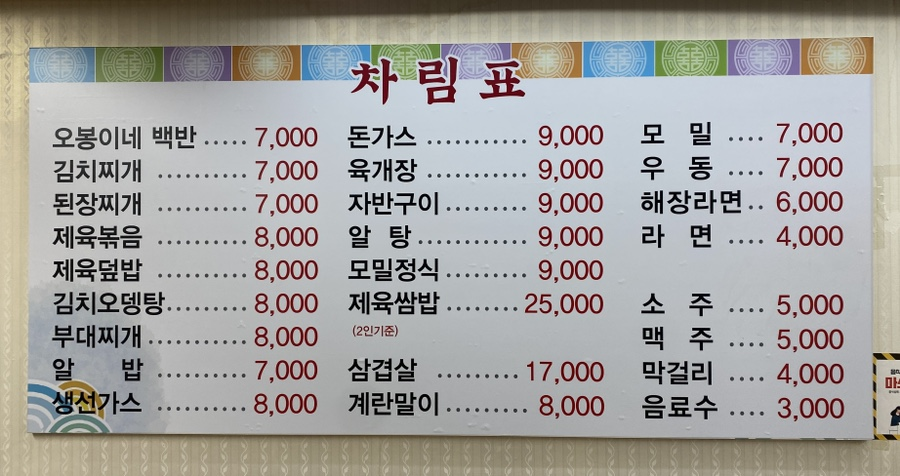 차림표
오봉이네 백반 ..... 7,000
김치찌개 ........... 7,000
된장찌개 ........... 7,000
제육볶음 ........... 8,000
제육덮밥 ........... 8,000
김치오뎅탕.......... 8,000
부대찌개 ............ 8,000
알 밥 ........... 7,000
생선가스 ........... 8,000
돈가스 ............ 9,000
육개장 ............ 9,000
자반구이 .......... 9,000
알 탕 ............. 9,000
모밀정식 .......... 9,000
제육쌈밥 ......... 25,000
(2인기준)
삼겹살 .......... 17,000
계란말이 .......... 8,000
모 밀 .... 7,000
우 동 .... 7,000
해장라면.. 6,000
라 면 .... 4,000
소 주 .... 5,000
맥 주 .... 5,000
막걸리 .... 4,000
음료수 .... 3,000